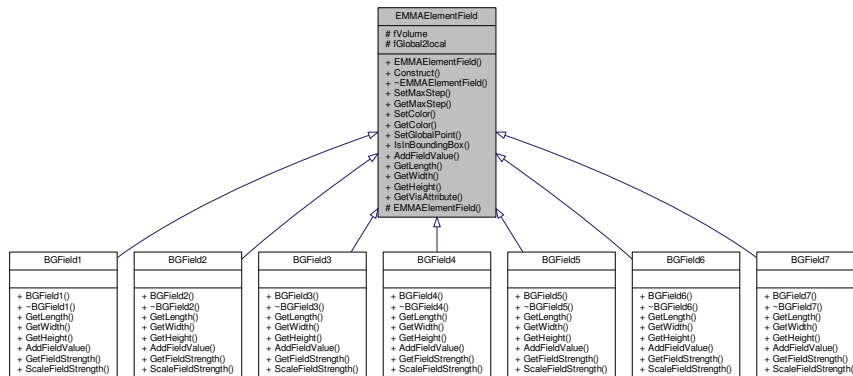 EMMAElementField
# fVolume
# fGlobal2local
+ EMMAElementField()
+ Construct()
+ ~EMMAElementField()
+ SetMaxStep()
+ GetMaxStep()
+ SetColor()
+ GetColor()
+ SetGlobalPoint()
+ IsInBoundingBox()
+ AddFieldValue()
+ GetLength()
+ GetWidth()
+ GetHeight()
+ GetVisAttribute()
# EMMAElementField()
BGField1
+ BGField1()
+ ~BGField1()
+ GetLength()
+ GetWidth()
+ GetHeight()
+ AddFieldValue()
+ GetFieldStrength()
+ ScaleFieldStrength()
BGField2
+ BGField2()
+ ~BGField2()
+ GetLength()
+ GetWidth()
+ GetHeight()
+ AddFieldValue()
+ GetFieldStrength()
+ ScaleFieldStrength()
BGField3
+ BGField3()
+ ~BGField3()
+ GetLength()
+ GetWidth()
+ GetHeight()
+ AddFieldValue()
+ GetFieldStrength()
+ ScaleFieldStrength()
BGField4
+ BGField4()
+ ~BGField4()
+ GetLength()
+ GetWidth()
+ GetHeight()
+ AddFieldValue()
+ GetFieldStrength()
+ ScaleFieldStrength()
BGField5
+ BGField5()
+ ~BGField5()
+ GetLength()
+ GetWidth()
+ GetHeight()
+ AddFieldValue()
+ GetFieldStrength()
+ ScaleFieldStrength()
BGField6
+ BGField6()
+ ~BGField6()
+ GetLength()
+ GetWidth()
+ GetHeight()
+ AddFieldValue()
+ GetFieldStrength()
+ ScaleFieldStrength()
BGField7
+ BGField7()
+ ~BGField7()
+ GetLength()
+ GetWidth()
+ GetHeight()
+ AddFieldValue()
+ GetFieldStrength()
+ ScaleFieldStrength()